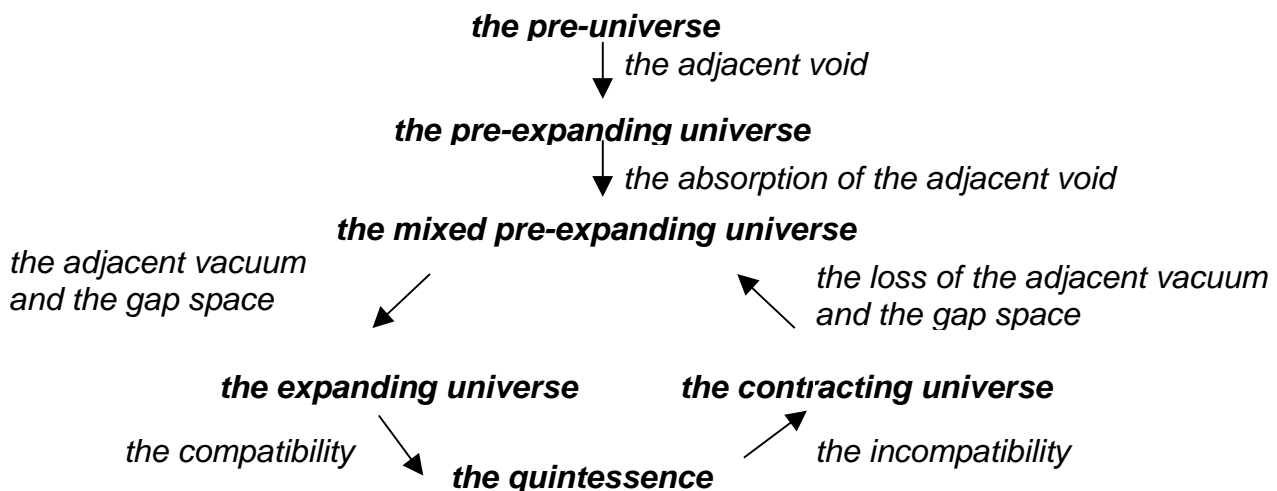 the pre-universe
the adjacent void
the pre-expanding universe
the absorption of the adjacent void
the mixed pre-expanding universe
the adjacent vacuum
and the gap space
the loss of the adjacent vacuum
and the gap space
the expanding universe
the contracting universe
the compatibility
the quintessence
the incompatibility